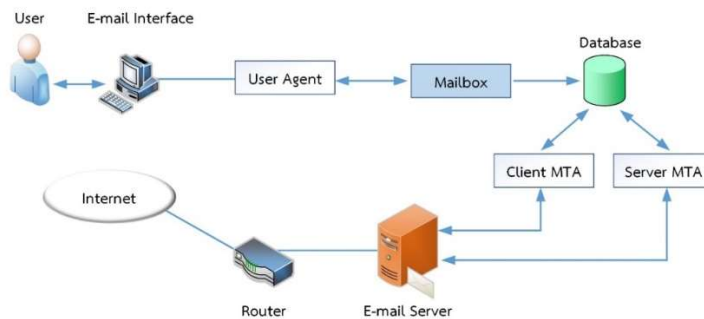 User
E-mail Interface
Database
User Agent
Mailbox
Client MTA
Server MTA
Internet
Router
E-mail Server